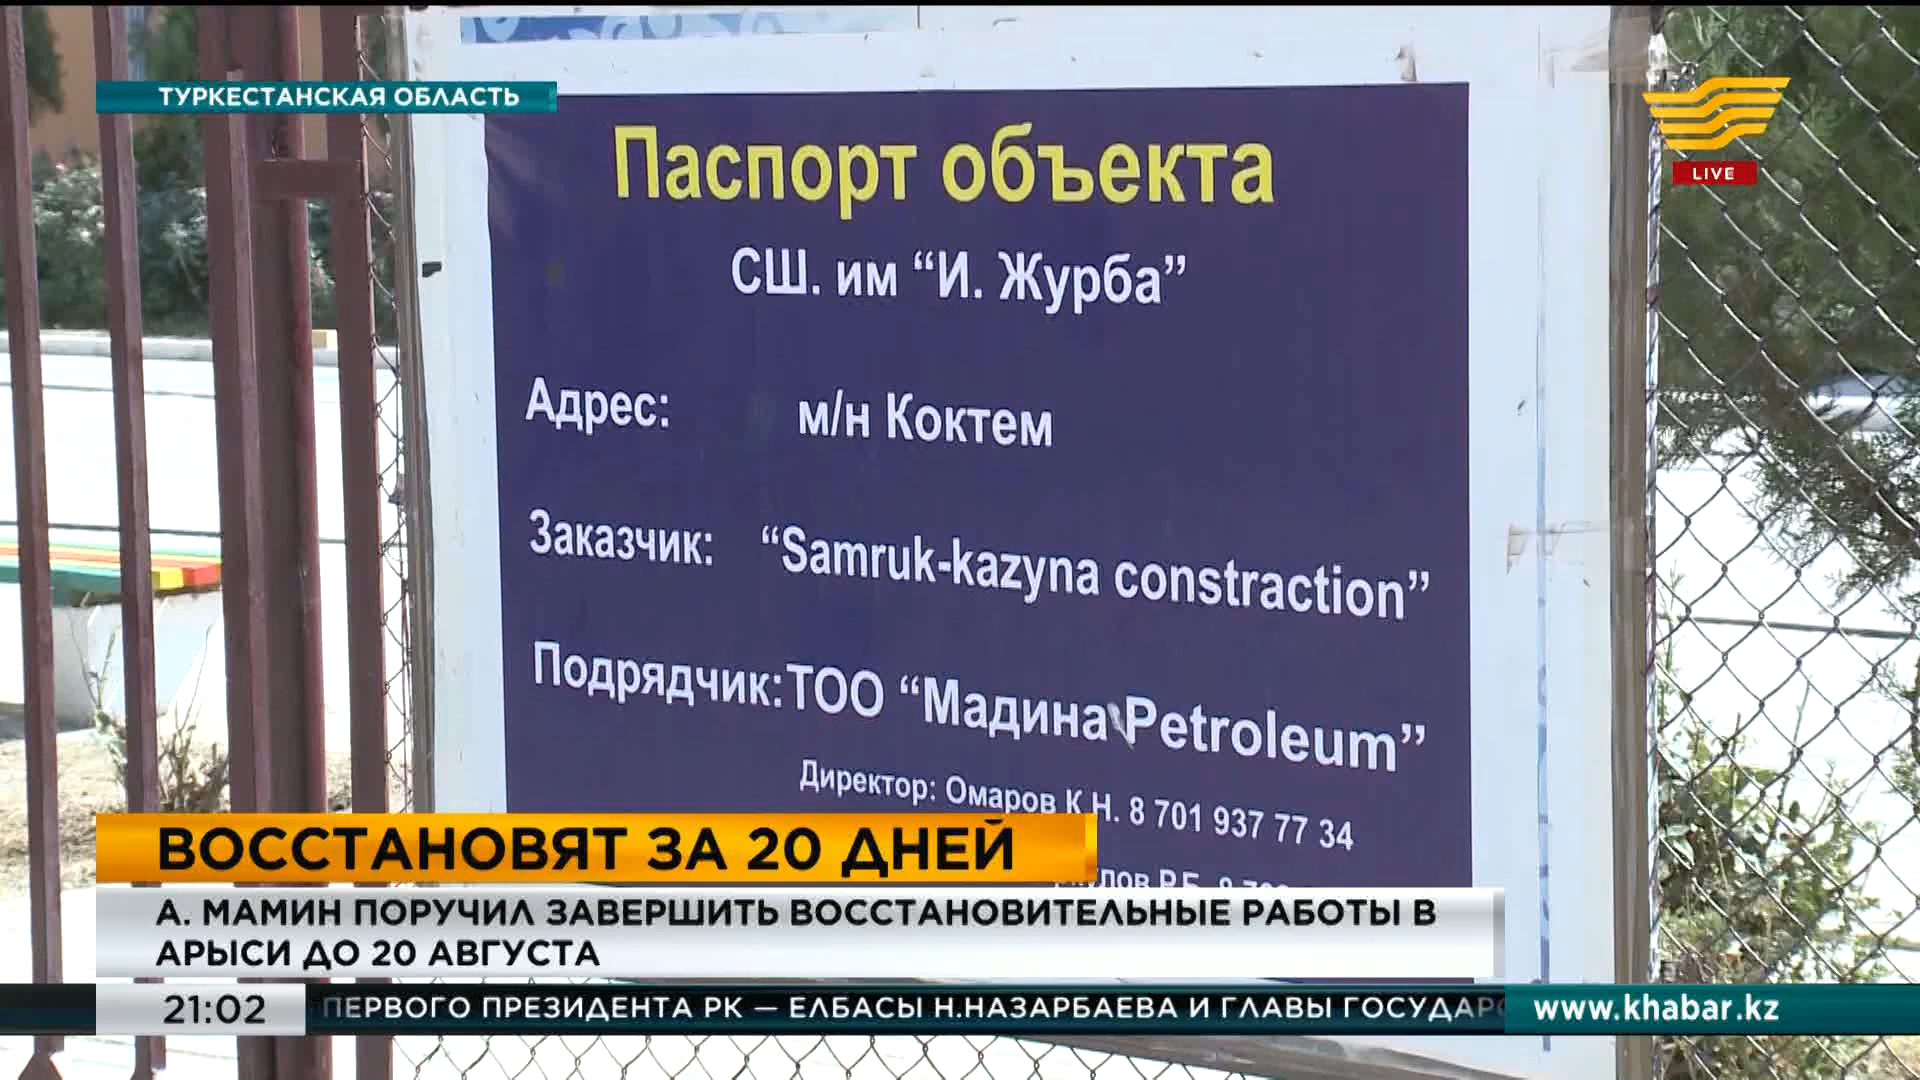 ТУРКЕСТАНСКАЯ ОБЛАСТЬ
LIVE
Паспорт объекта
СШ. им “И. Журба”
Адрес: м/н Коктем
Заказчик: “Samruk-kazyna constraction”
Подрядчик:ТОО “Мадина Petroleum”
Директор: Омаров К.Н. 8 701 937 77 34
Р.Б. 8
ВОССТАНОВЯТ ЗА 20 ДНЕЙ
А. МАМИН ПОРУЧИЛ ЗАВЕРШИТЬ ВОССТАНОВИТЕЛЬНЫЕ РАБОТЫ В
АРЫСИ ДО 20 АВГУСТА
21:02 ПЕРВОГО ПРЕЗИДЕНТА РК — ЕЛБАСЫ Н.НАЗАРБАЕВА И ГЛАВЫ ГОСУДАР www.khabar.kz